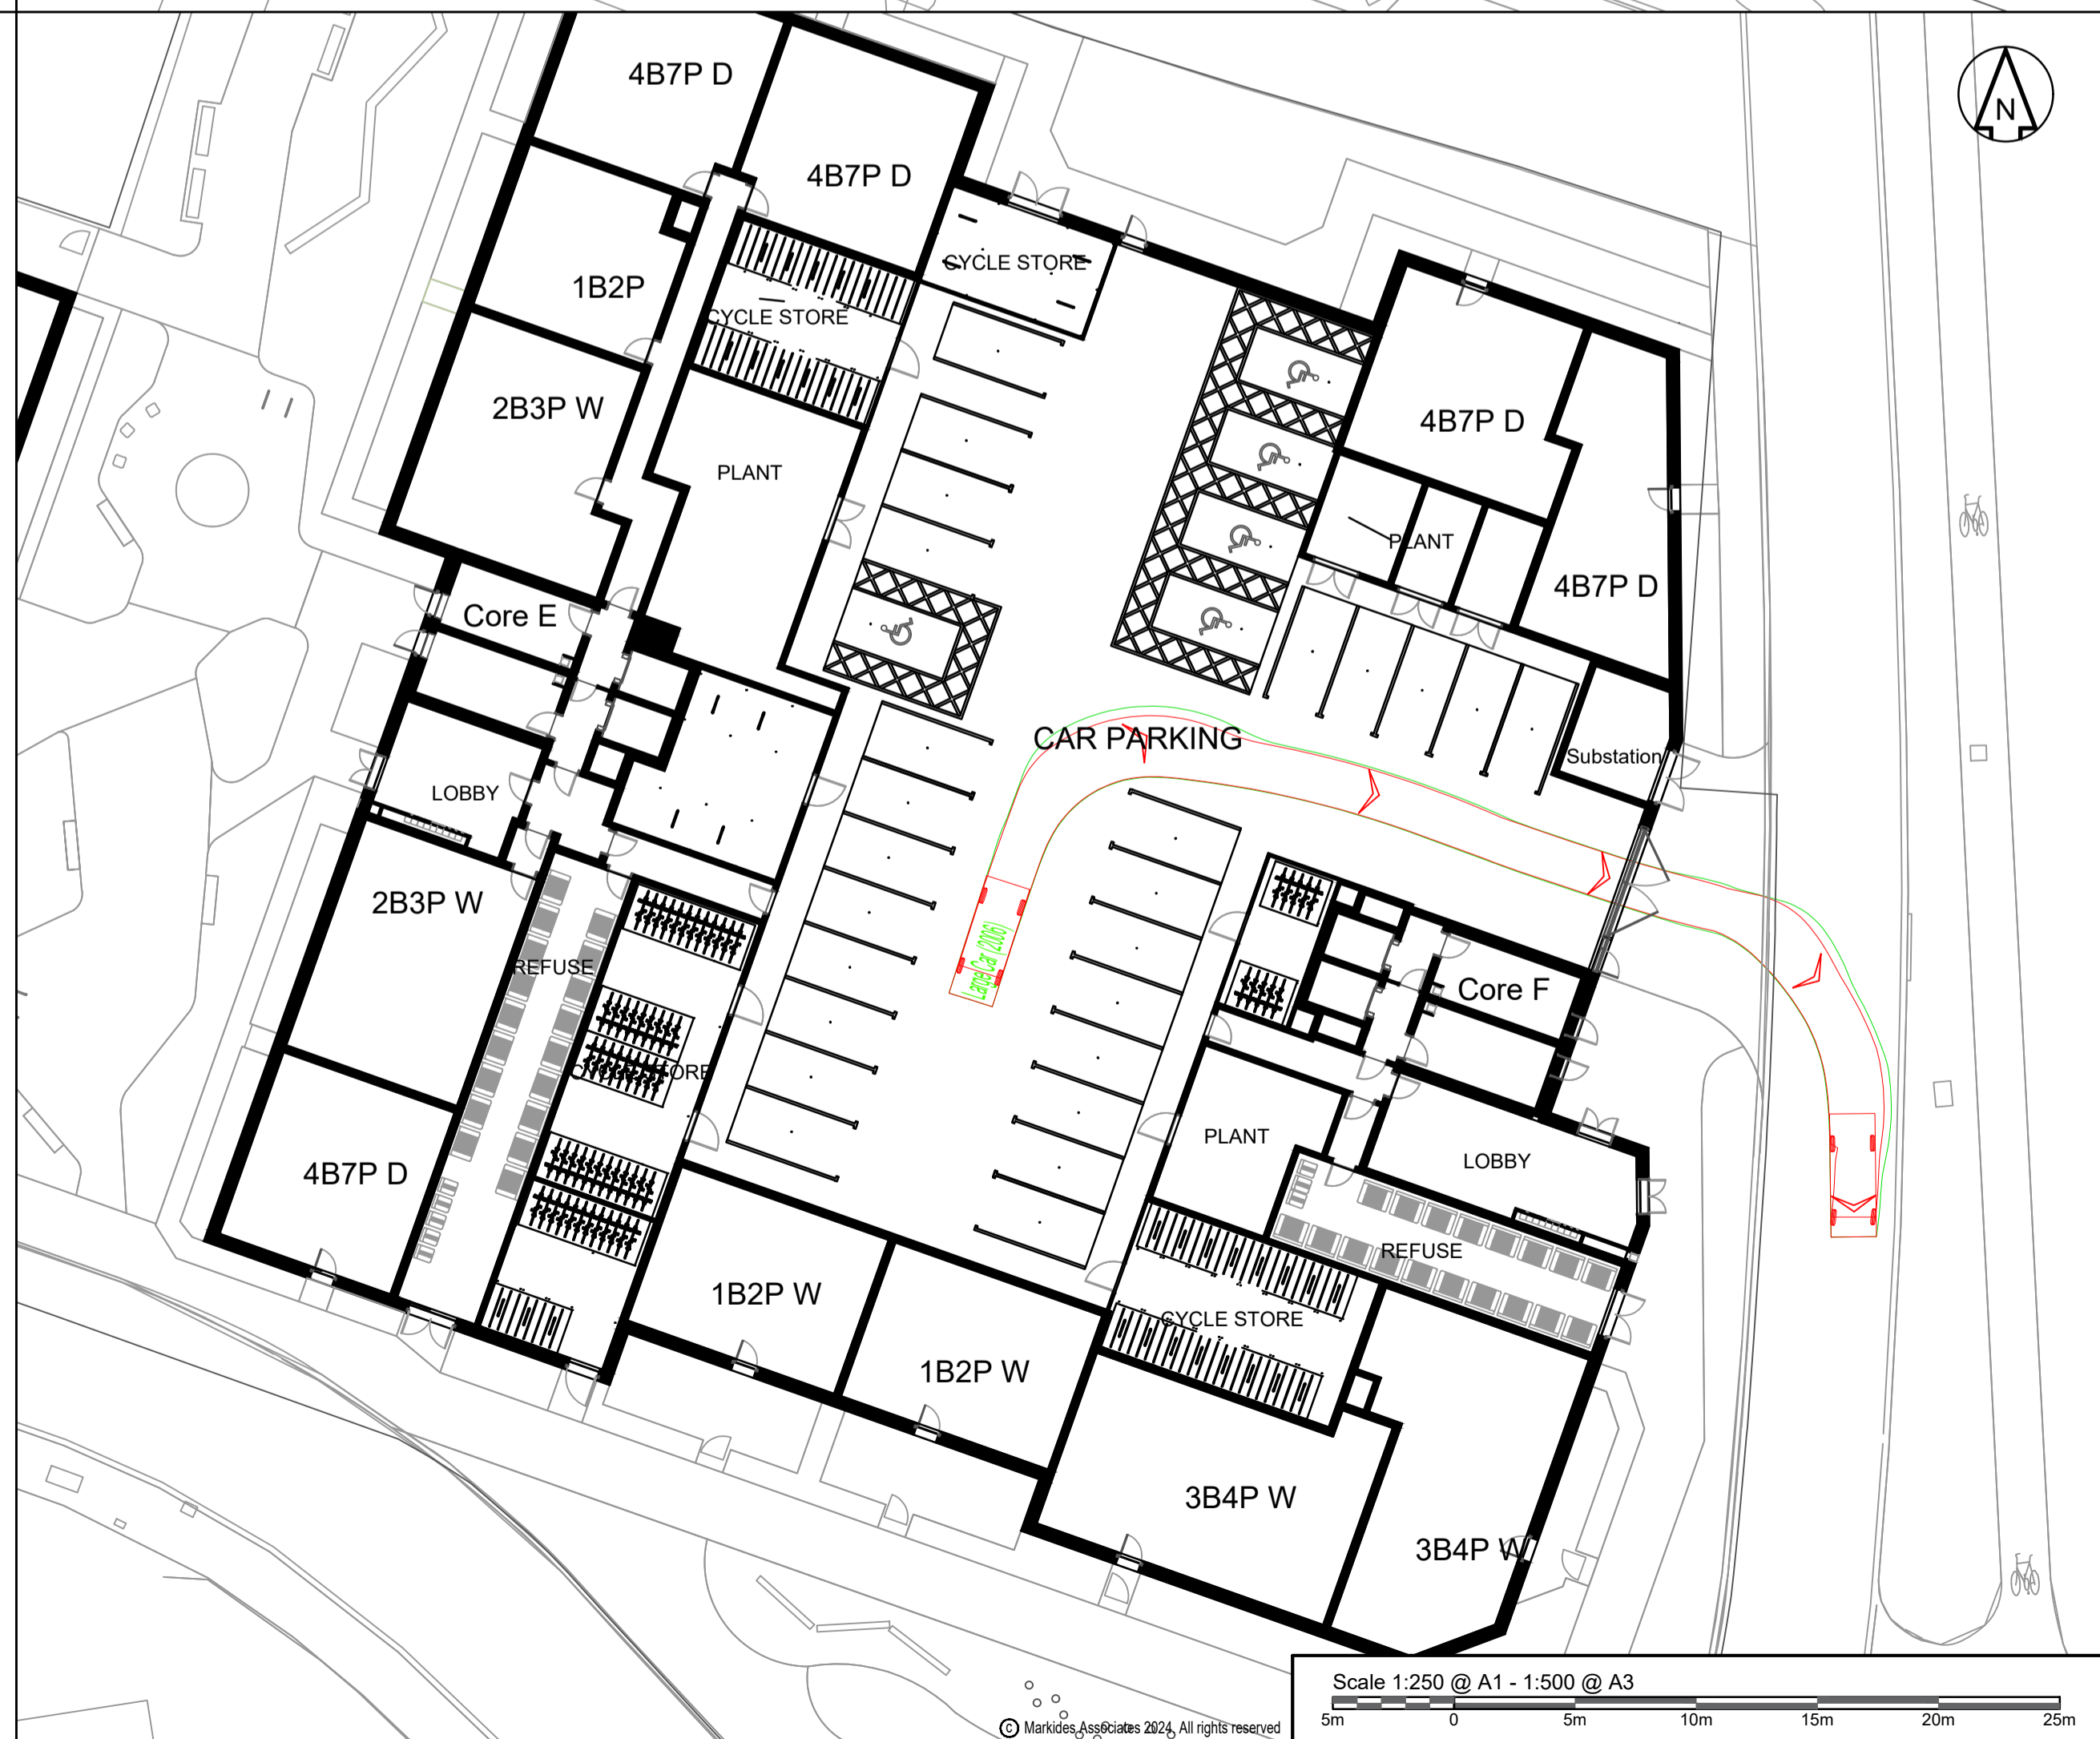 4B7P D
N
4B7P D
CYCLE STORE
1B2P
CYCLE STORE
2B3P W
4B7P D
PLANT
PLANT
4B7P D
Core E
CAR PARKING
Substation
LOBBY
2B3P W
Large Car (2006)
REFUSE
Core F
CYCLE STORE
PLANT
LOBBY
4B7P D
REFUSE
1B2P W
CYCLE STORE
1B2P W
3B4P W
3B4P W
Scale 1:250 @ A1 - 1:500 @ A3
5m 0 5m 10m 15m 20m 25m
© Markides Associates 2024, All rights reserved